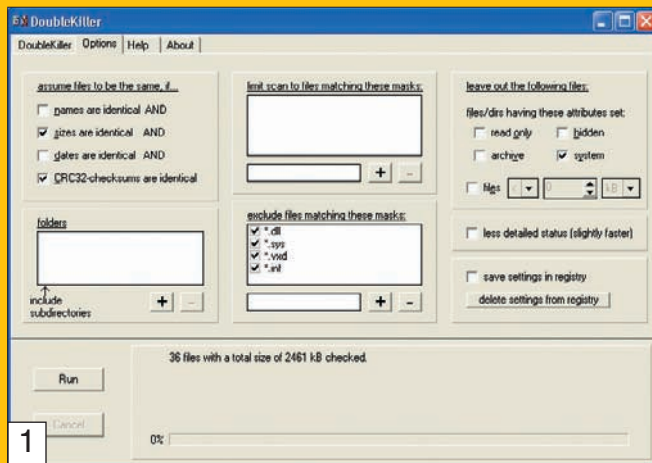 DoubleKiller
DoubleKiller Options Help About
assume files to be the same, if...
names are identical AND
sizes are identical AND
dates are identical AND
CRC32-checksums are identical
folders
include
subdirectories
+ -
limit scan to files matching these masks:
+ -
exclude files matching these masks:
*.dll
*.sys
*.vxd
*.inf
+ -
leave out the following files:
files/dirs having these attributes set:
read only hidden
archive system
files < 0 kB
less detailed status (slightly faster)
save settings in registry
delete settings from registry
Run
Cancel
36 files with a total size of 2461 kB checked.
0%
1